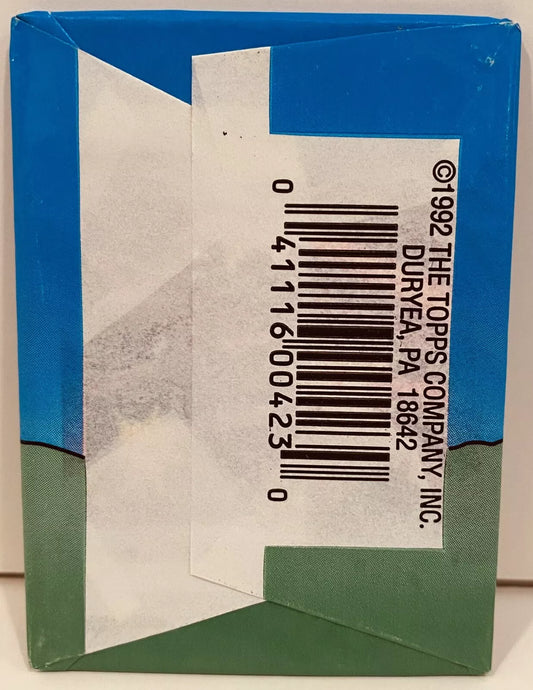 ©1992 THE TOPPS COMPANY, INC.
DURYEA, PA 18642
0 41116 00423 0